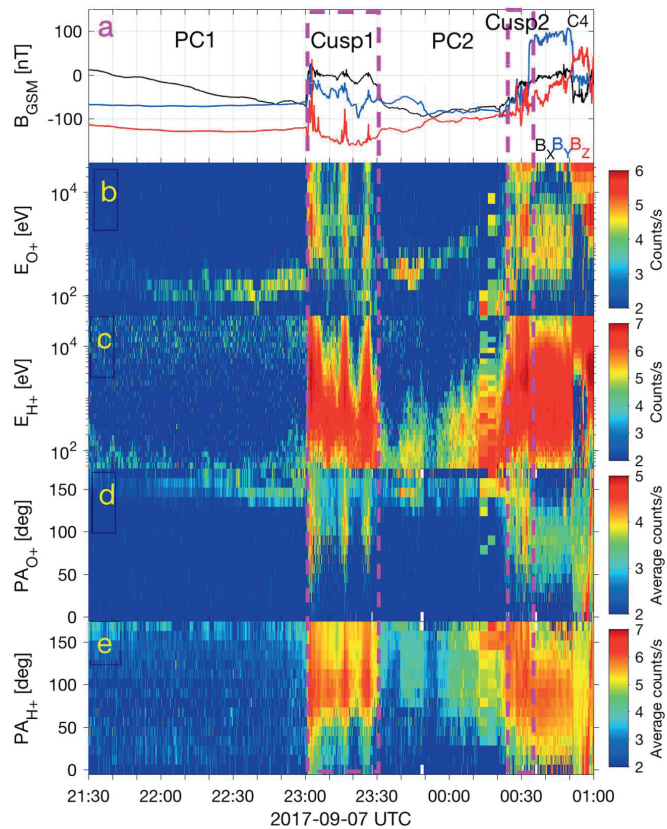 a
PC1
Cusp1
PC2
Cusp2
C4
B_GSM [nT]
100
0
-100
B_X B_Y B_Z
b
E_O+ [eV]
10^4
10^2
6
5
4
3
2
Counts/s
c
E_H+ [eV]
10^4
10^2
7
6
5
4
3
2
Counts/s
d
PA_O+ [deg]
150
100
50
0
5
4
3
2
Average counts/s
e
PA_H+ [deg]
150
100
50
0
7
6
5
4
3
2
Average counts/s
21:30 22:00 22:30 23:00 23:30 00:00 00:30 01:00
2017-09-07 UTC